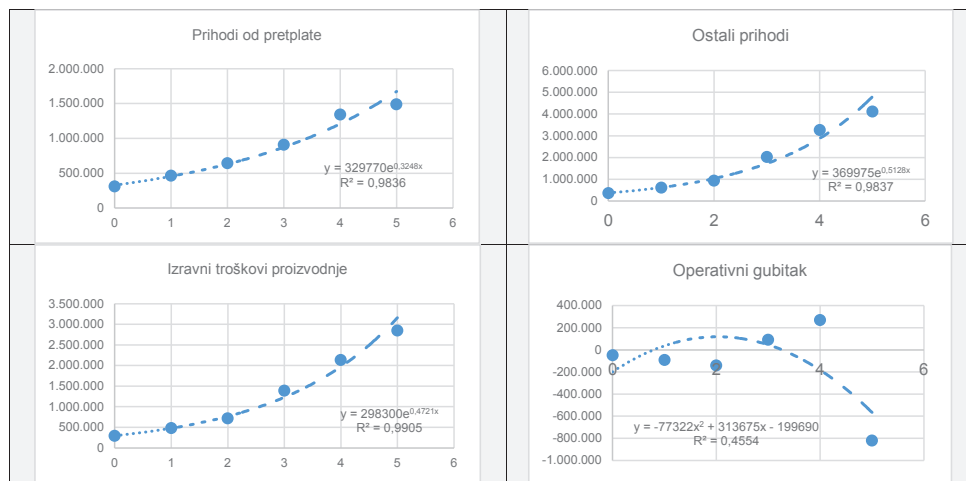 Prihodi od pretplate
2.000.000
1.500.000
1.000.000
500.000
0
y = 329770e^0,3248x
R² = 0,9836
0 1 2 3 4 5 6
Ostali prihodi
6.000.000
5.000.000
4.000.000
3.000.000
2.000.000
1.000.000
0
y = 369975e^0,5128x
R² = 0,9837
0 2 4 6
Izravni troškovi proizvodnje
3.500.000
3.000.000
2.500.000
2.000.000
1.500.000
1.000.000
500.000
0
y = 298300e^0,4721x
R² = 0,9905
0 1 2 3 4 5 6
Operativni gubitak
400.000
200.000
0
-200.000
-400.000
-600.000
-800.000
-1.000.000
0 2 4 6
y = -77322x² + 313675x - 199690
R² = 0,4554